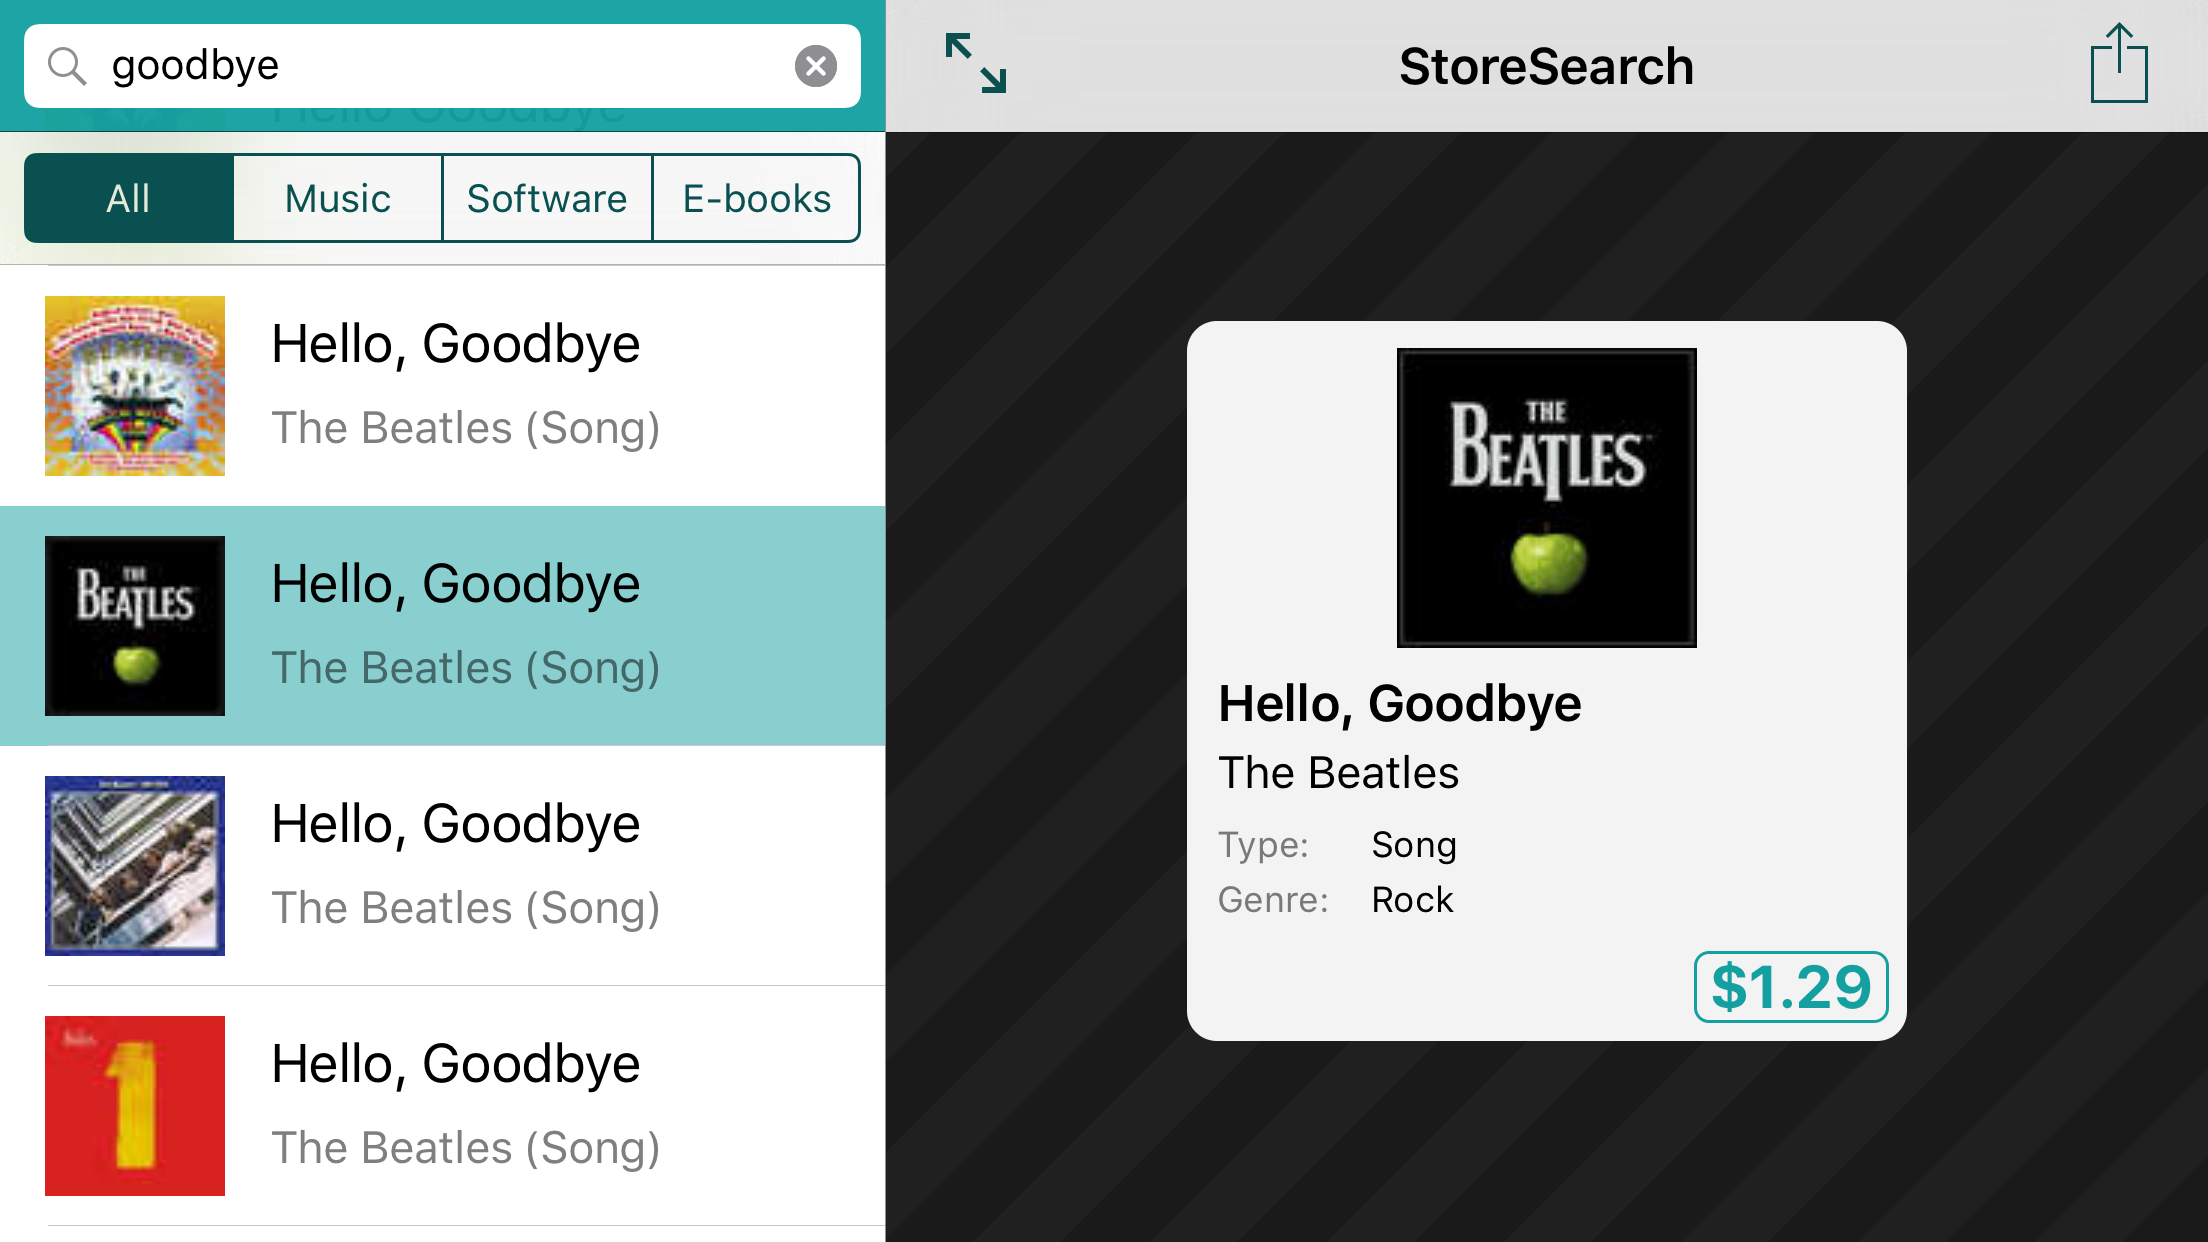 goodbye
Hello Goodbye
All
Music
Software
E-books
Hello, Goodbye
The Beatles (Song)
THE
BEATLES
Hello, Goodbye
The Beatles (Song)
Hello, Goodbye
The Beatles (Song)
1
Hello, Goodbye
The Beatles (Song)
StoreSearch
THE
BEATLES
Hello, Goodbye
The Beatles
Type: Song
Genre: Rock
$1.29